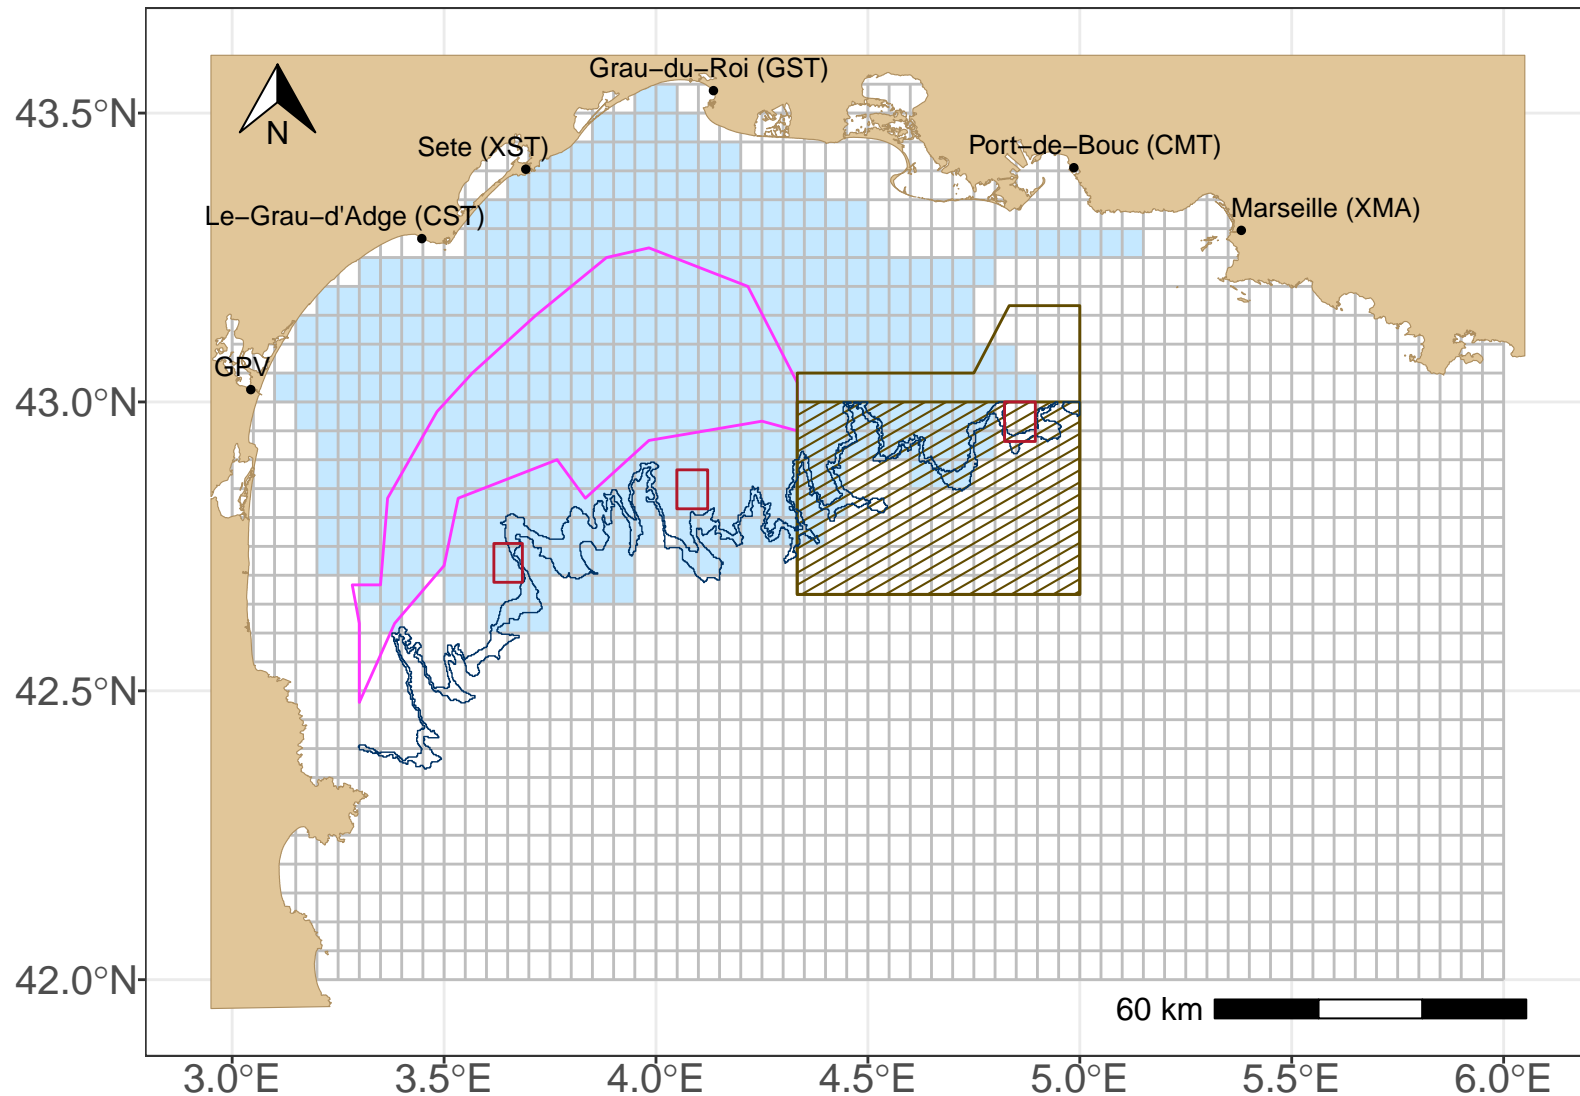 Grau−du−Roi (GST)
43.5°N
N
Sete (XST)
Port−de−Bouc (CMT)
Le−Grau−d'Adge (CST)
Marseille (XMA)
GPV
43.0°N
42.5°N
42.0°N
60 km
3.0°E 3.5°E 4.0°E 4.5°E 5.0°E 5.5°E 6.0°E